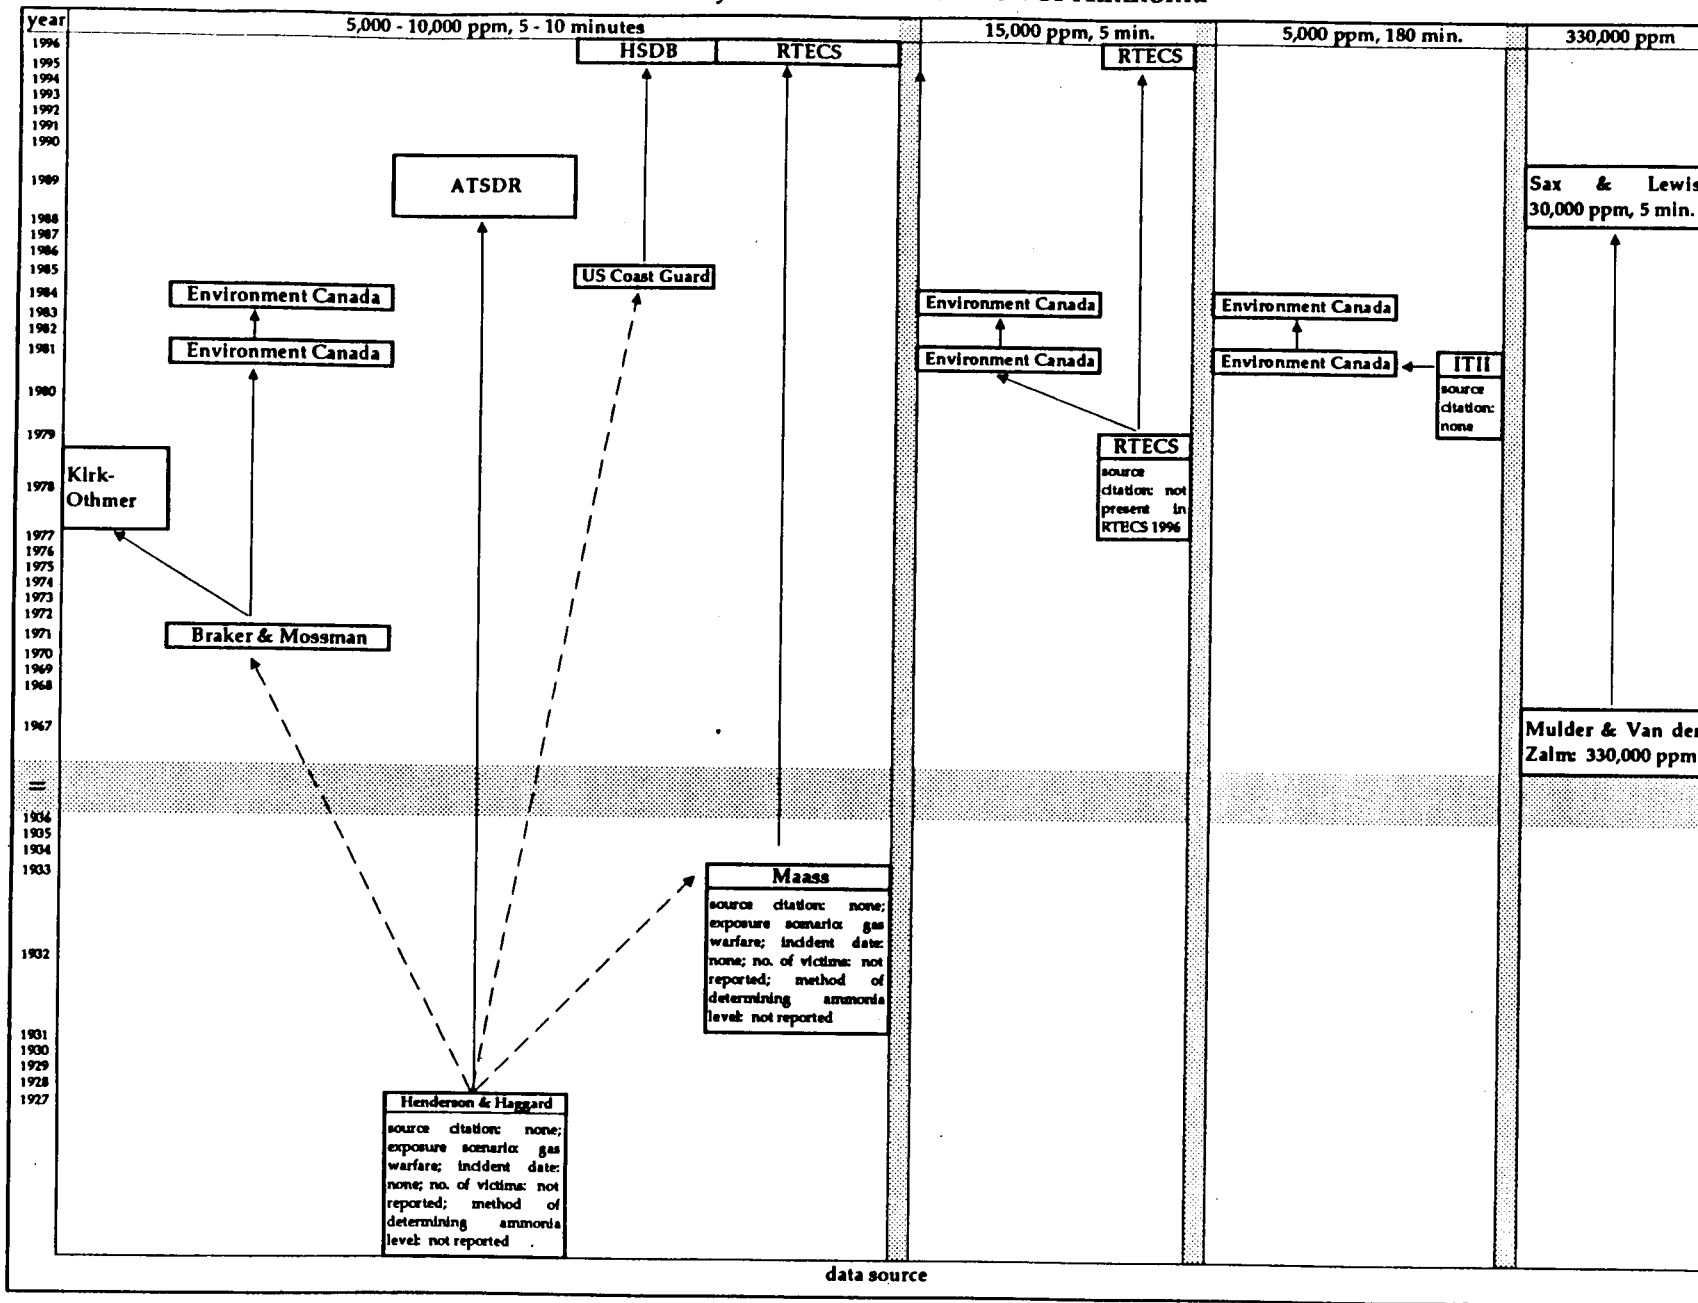 year
5,000 - 10,000 ppm, 5 - 10 minutes
15,000 ppm, 5 min.
5,000 ppm, 180 min.
330,000 ppm
1996
1995
1994
1993
1992
1991
1990
1989
1988
1987
1986
1985
1984
1983
1982
1981
1980
1979
1978
1977
1976
1975
1974
1973
1972
1971
1970
1969
1968
1967
=
1936
1935
1934
1933
1932
1931
1930
1929
1928
1927
HSDB
RTECS
ATSDR
US Coast Guard
Environment Canada
Environment Canada
Kirk-
Othmer
Braker & Mossman
Maass
source citation: none;
exposure scenario: gas
warfare; incident date:
none; no. of victims: not
reported; method of
determining ammonia
level: not reported
Henderson & Haggard
source citation: none;
exposure scenario: gas
warfare; incident date:
none; no. of victims: not
reported; method of
determining ammonia
level: not reported
RTECS
Environment Canada
Environment Canada
RTECS
source
citation: not
present in
RTECS 1996
Environment Canada
Environment Canada
ITII
source
citation:
none
Sax & Lewis
30,000 ppm, 5 min.
Mulder & Van der
Zalm: 330,000 ppm
data source